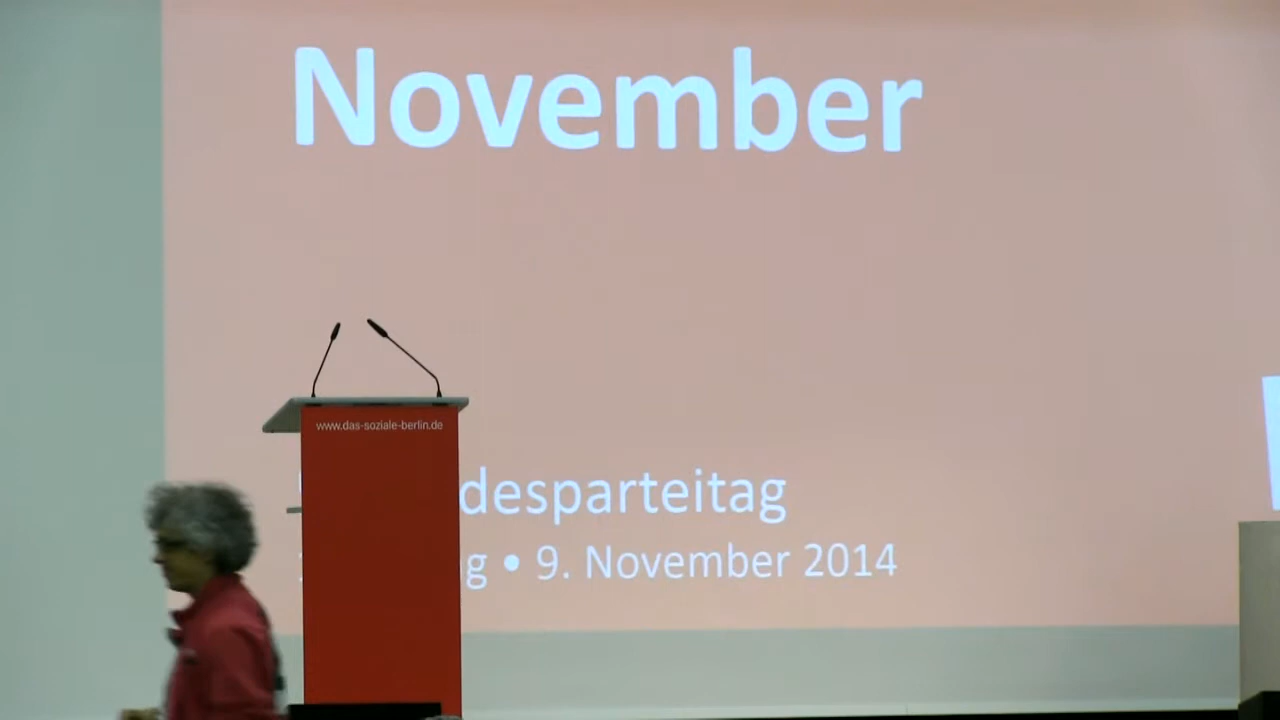 November
www.das-soziale-berlin.de
desparteitag
g • 9. November 2014